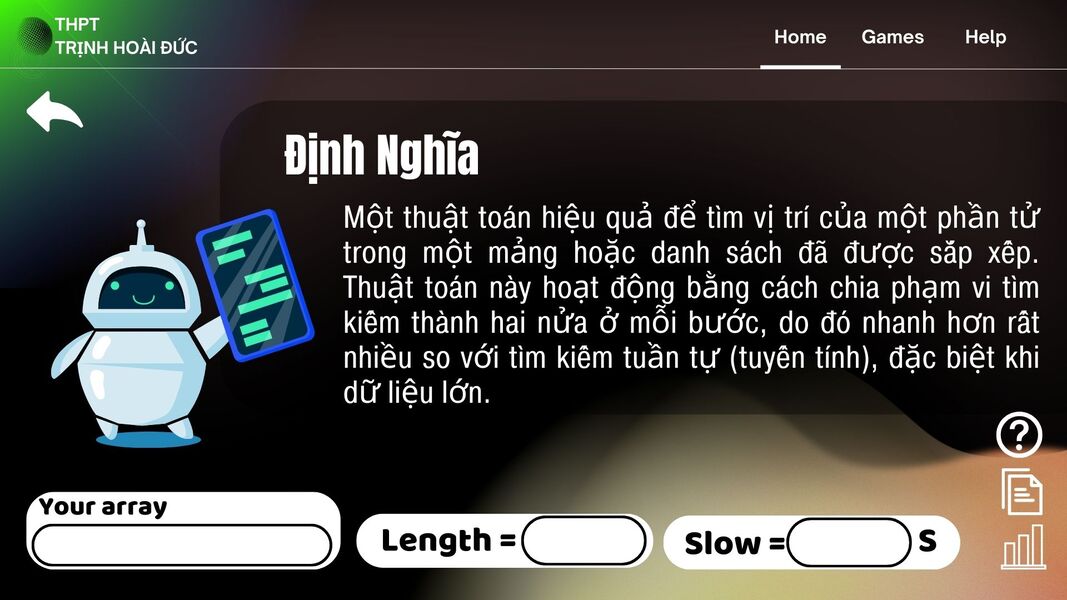 THPT
TRỊNH HOÀI ĐỨC
Home Games Help
Định Nghĩa
Một thuật toán hiệu quả để tìm vị trí của một phần tử
trong một mảng hoặc danh sách đã được sắp xếp.
Thuật toán này hoạt động bằng cách chia phạm vi tìm
kiếm thành hai nửa ở mỗi bước, do đó nhanh hơn rất
nhiều so với tìm kiếm tuần tự (tuyến tính), đặc biệt khi
dữ liệu lớn.
Your array
Length =
Slow = S